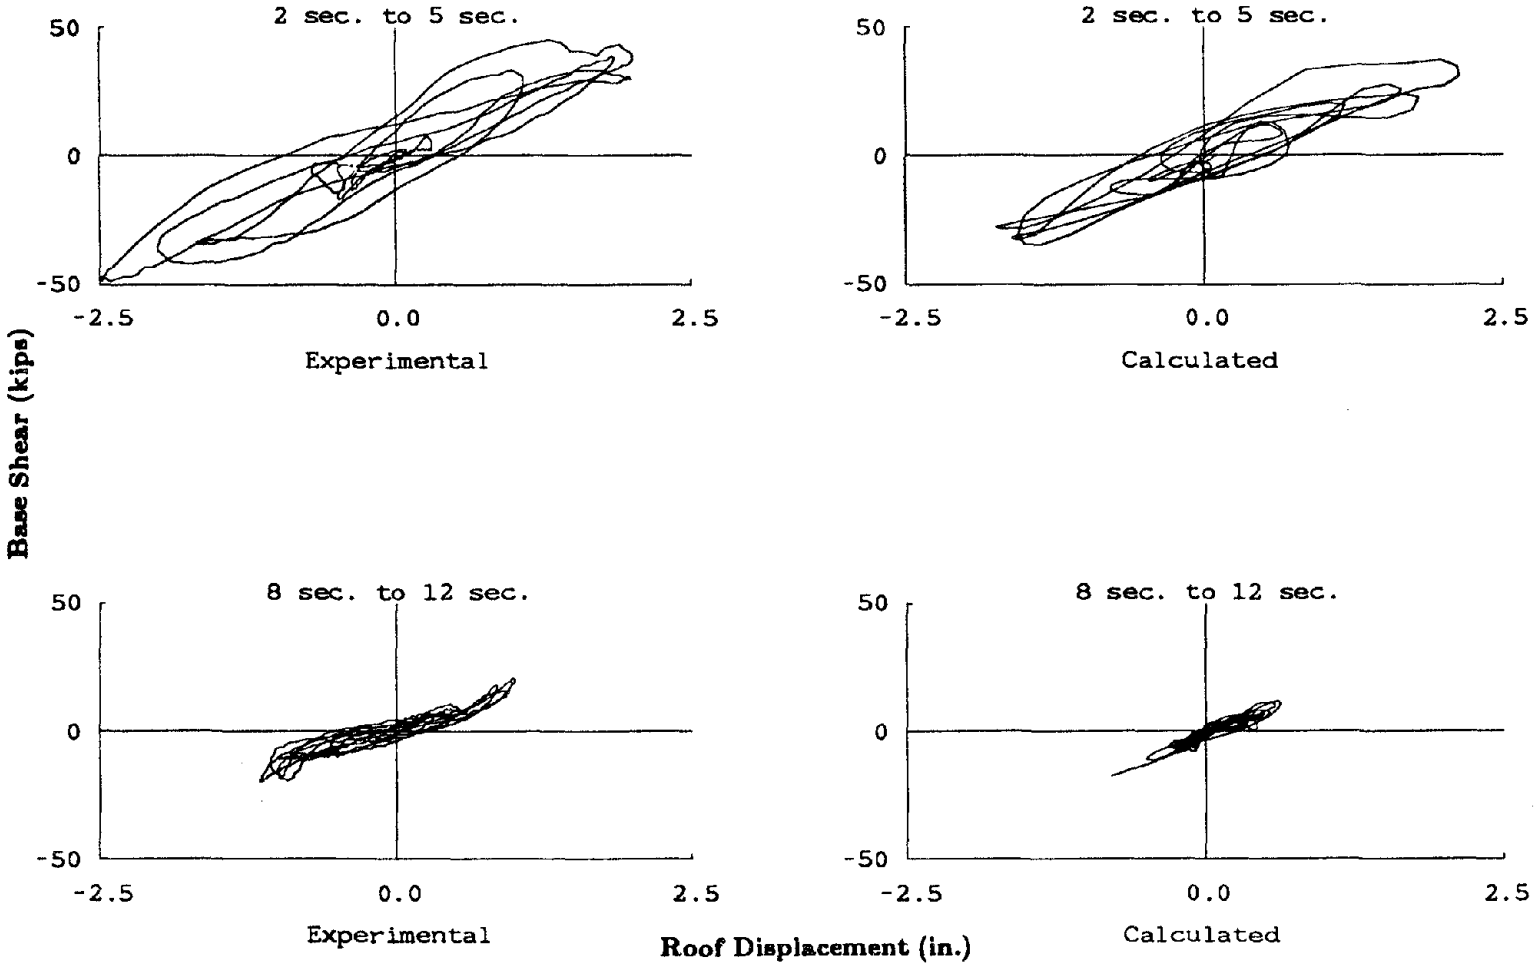 2 sec. to 5 sec.
50
0
-50
-2.5 0.0 2.5
Experimental
2 sec. to 5 sec.
50
0
-50
-2.5 0.0 2.5
Calculated
Base Shear (kips)
8 sec. to 12 sec.
50
0
-50
-2.5 0.0 2.5
Experimental
8 sec. to 12 sec.
50
0
-50
-2.5 0.0 2.5
Calculated
Roof Displacement (in.)